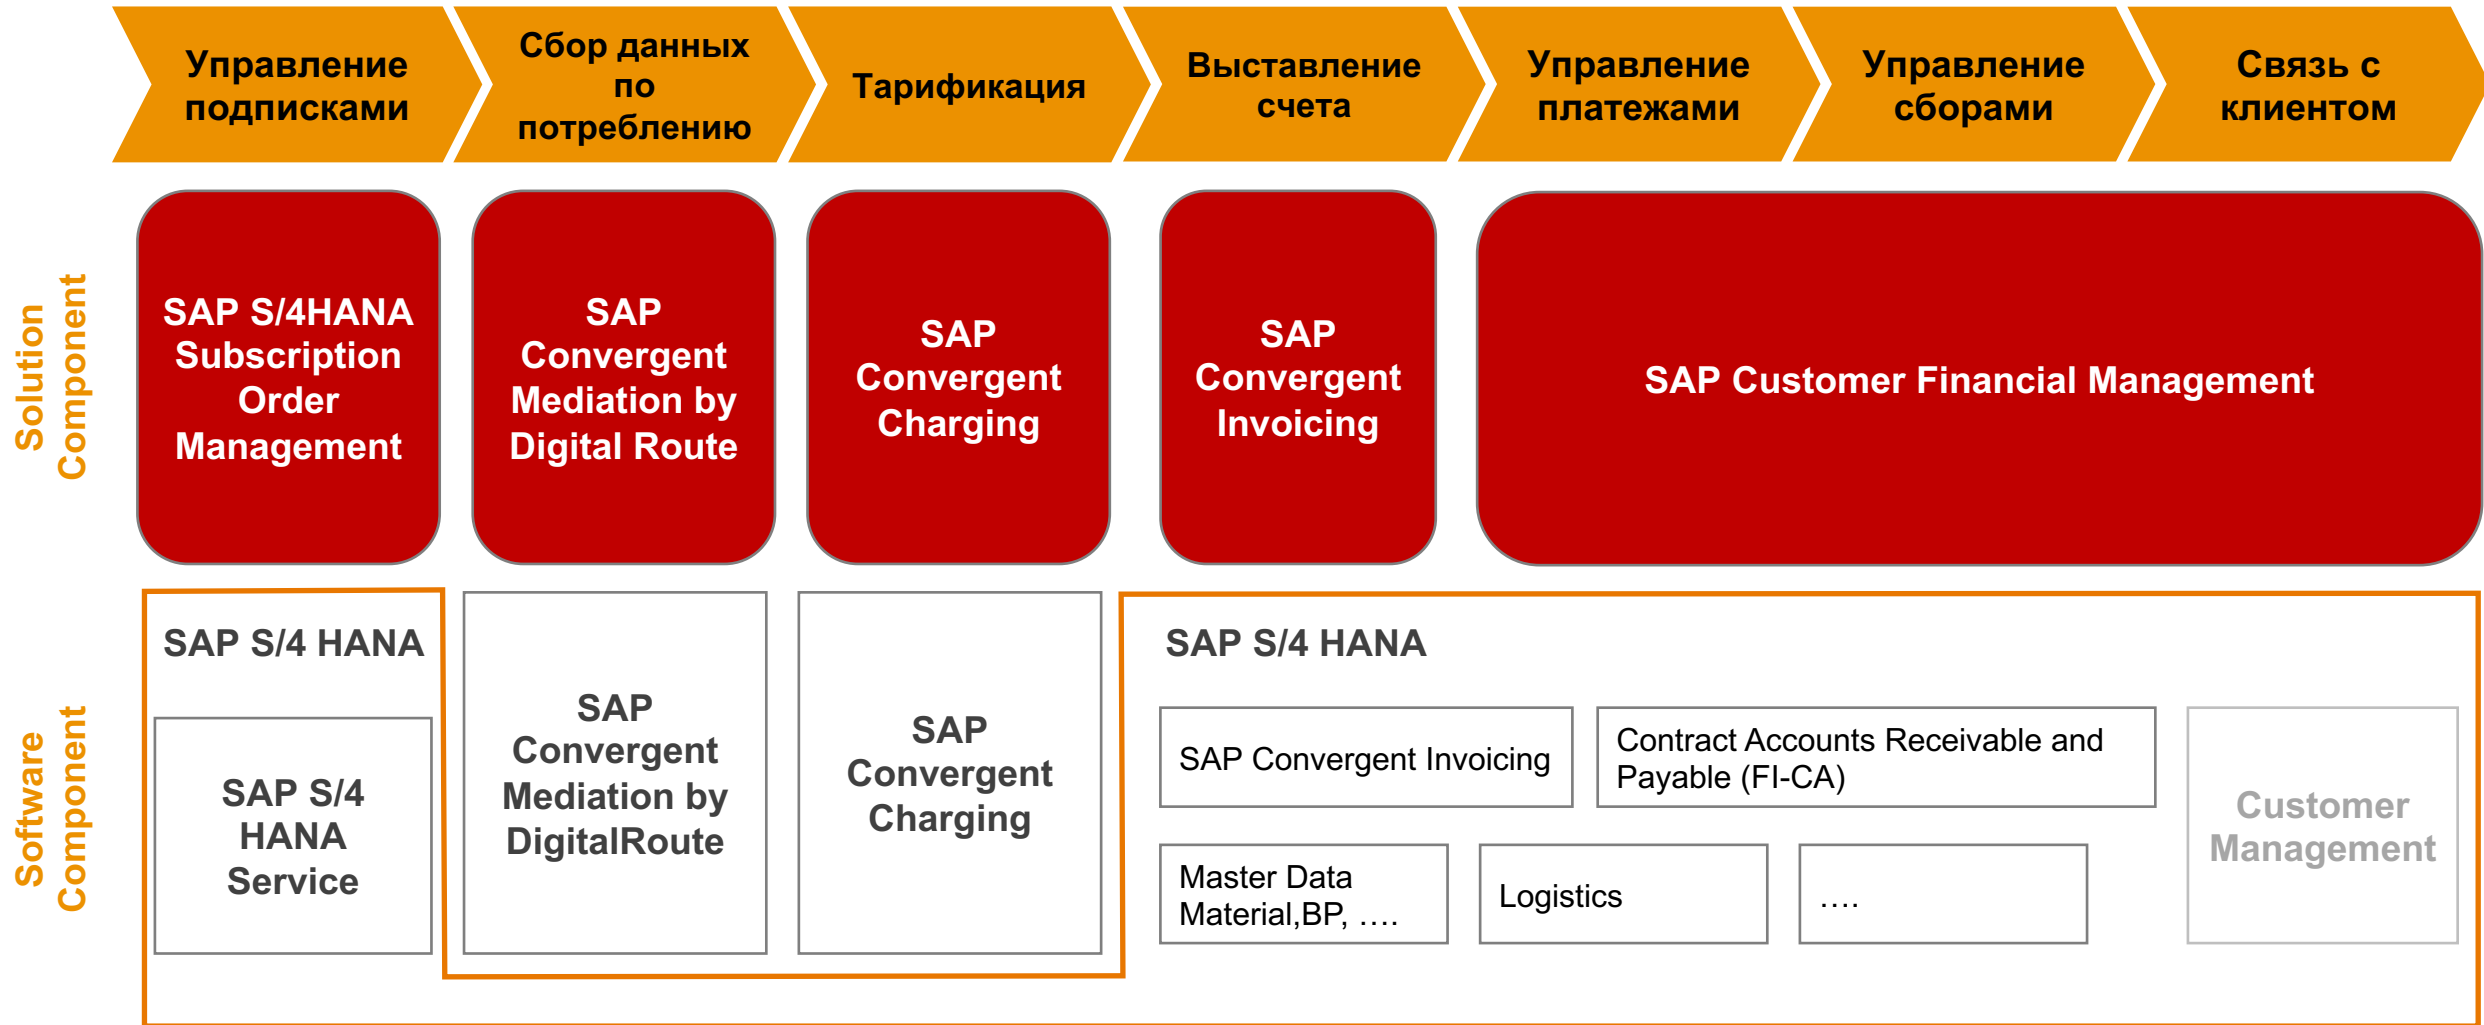 Управление
подписками
Сбор данных
по
потреблению
Тарификация
Выставление
счета
Управление
платежами
Управление
сборами
Связь с
клиентом
Solution
Component
SAP S/4HANA
Subscription
Order
Management
SAP
Convergent
Mediation by
Digital Route
SAP
Convergent
Charging
SAP
Convergent
Invoicing
SAP Customer Financial Management
Software
Component
SAP S/4 HANA
SAP S/4
HANA
Service
SAP
Convergent
Mediation by
DigitalRoute
SAP
Convergent
Charging
SAP S/4 HANA
SAP Convergent Invoicing
Contract Accounts Receivable and
Payable (FI-CA)
Customer
Management
Master Data
Material,BP, ….
Logistics
….